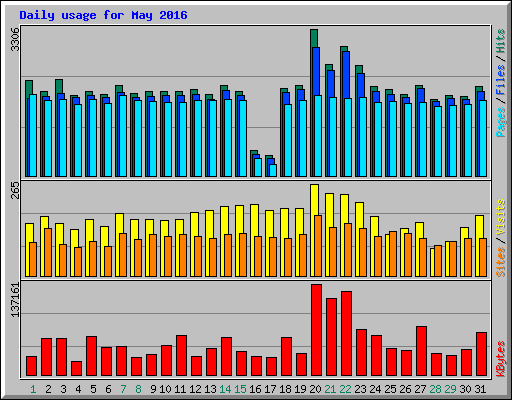 Daily usage for May 2016
3306
Pages / Files / Hits
265
Sites / Visits
137161
KBytes
1 2 3 4 5 6 7 8 9 10 11 12 13 14 15 16 17 18 19 20 21 22 23 24 25 26 27 28 29 30 31